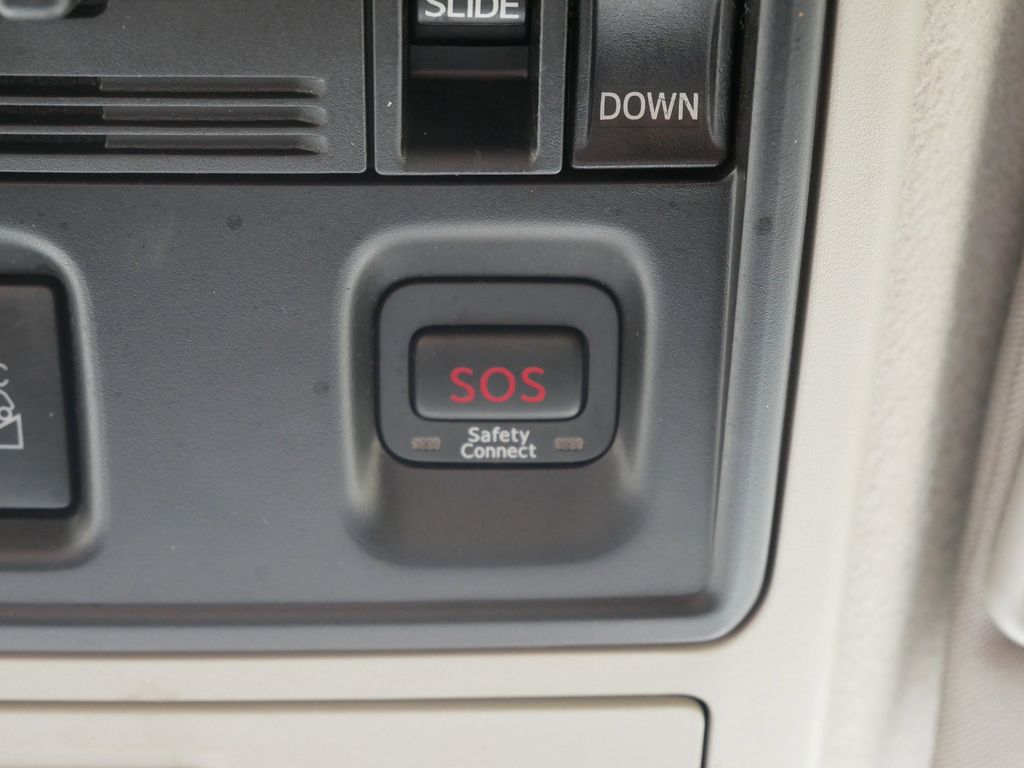 SLIDE
DOWN
SOS
Safety
Connect